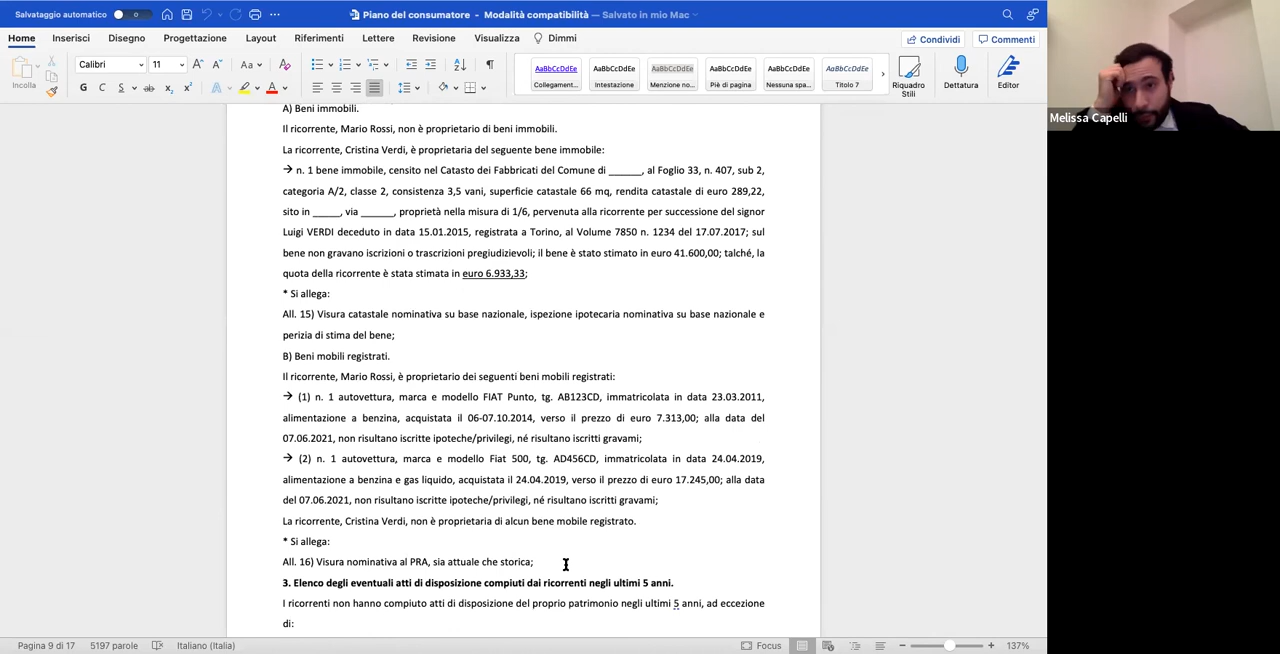 Salvataggio automatico
Piano del consumatore - Modalità compatibilità — Salvato in mio Mac
Home Inserisci Disegno Progettazione Layout Riferimenti Lettere Revisione Visualizza Dimmi Condividi Commenti
Incolla Calibri 11 Aa G C S ab x₂ x² A A
AaBbCcDdEe AaBbCcDdEe AaBbCcDdEe AaBbCcDdEe AaBbCcDdEe AaBbCcDdEe
Collegament... Intestazione Menzione no... Piè di pagina Nessuna spa... Titolo 7 Riquadro Stili Dettatura Editor
Melissa Capelli
A) Beni immobili.
Il ricorrente, Mario Rossi, non è proprietario di beni immobili.
La ricorrente, Cristina Verdi, è proprietaria del seguente bene immobile:
→ n. 1 bene immobile, censito nel Catasto dei Fabbricati del Comune di ______, al Foglio 33, n. 407, sub 2,
categoria A/2, classe 2, consistenza 3,5 vani, superficie catastale 66 mq, rendita catastale di euro 289,22,
sito in _____, via ______, proprietà nella misura di 1/6, pervenuta alla ricorrente per successione del signor
Luigi VERDI deceduto in data 15.01.2015, registrata a Torino, al Volume 7850 n. 1234 del 17.07.2017; sul
bene non gravano iscrizioni o trascrizioni pregiudizievoli; il bene è stato stimato in euro 41.600,00; talché, la
quota della ricorrente è stata stimata in euro 6.933,33;
* Si allega:
All. 15) Visura catastale nominativa su base nazionale, ispezione ipotecaria nominativa su base nazionale e
perizia di stima del bene;
B) Beni mobili registrati.
Il ricorrente, Mario Rossi, è proprietario dei seguenti beni mobili registrati:
→ (1) n. 1 autovettura, marca e modello FIAT Punto, tg. AB123CD, immatricolata in data 23.03.2011,
alimentazione a benzina, acquistata il 06-07.10.2014, verso il prezzo di euro 7.313,00; alla data del
07.06.2021, non risultano iscritte ipoteche/privilegi, né risultano iscritti gravami;
→ (2) n. 1 autovettura, marca e modello Fiat 500, tg. AD456CD, immatricolata in data 24.04.2019,
alimentazione a benzina e gas liquido, acquistata il 24.04.2019, verso il prezzo di euro 17.245,00; alla data
del 07.06.2021, non risultano iscritte ipoteche/privilegi, né risultano iscritti gravami;
La ricorrente, Cristina Verdi, non è proprietaria di alcun bene mobile registrato.
* Si allega:
All. 16) Visura nominativa al PRA, sia attuale che storica;
3. Elenco degli eventuali atti di disposizione compiuti dai ricorrenti negli ultimi 5 anni.
I ricorrenti non hanno compiuto atti di disposizione del proprio patrimonio negli ultimi 5 anni, ad eccezione
di:
Pagina 9 di 17 5197 parole Italiano (Italia) Focus 137%